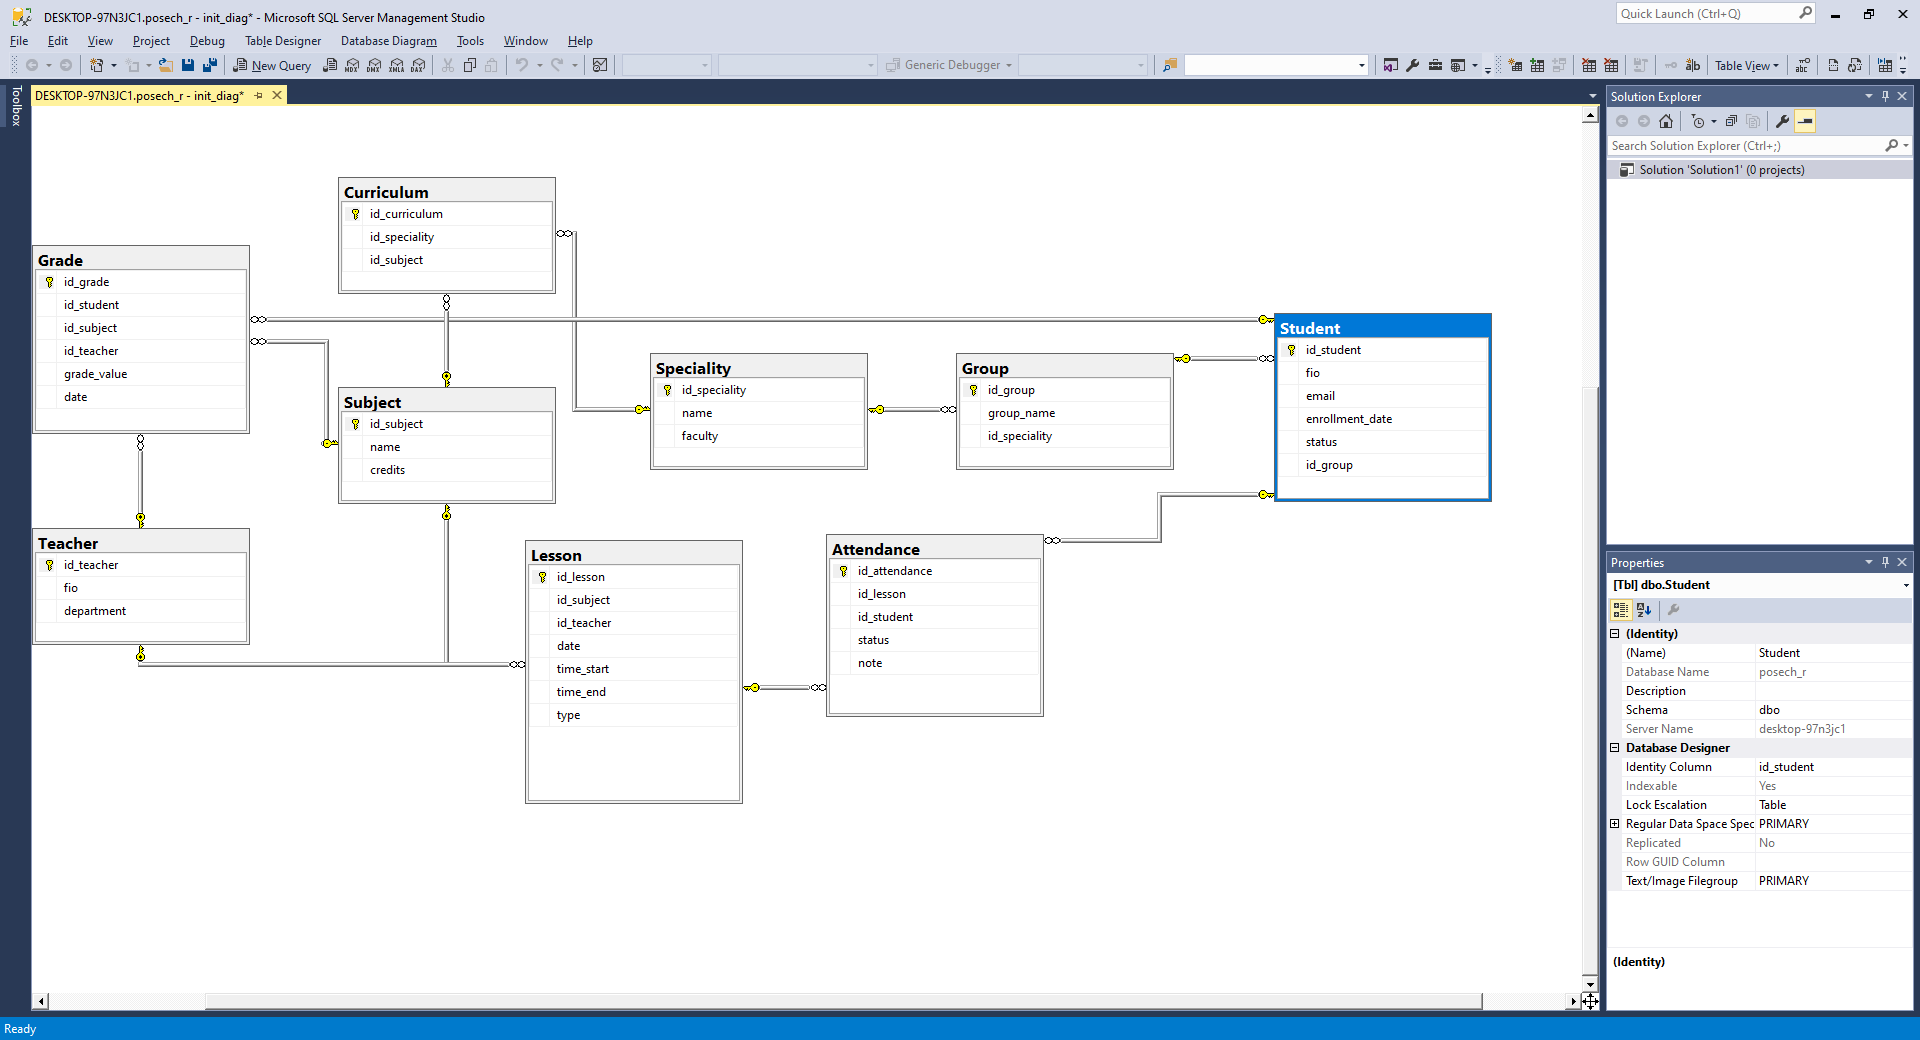 DESKTOP-97N3JC1.posech_r - init_diag* - Microsoft SQL Server Management Studio
Quick Launch (Ctrl+Q)
File Edit View Project Debug Table Designer Database Diagram Tools Window Help
New Query
MDX
DMX
XMLA
DAX
Generic Debugger
Table View
Toolbox
DESKTOP-97N3JC1.posech_r - init_diag*
Curriculum
id_curriculum
id_speciality
id_subject
Grade
id_grade
id_student
id_subject
id_teacher
grade_value
date
Subject
id_subject
name
credits
Speciality
id_speciality
name
faculty
Group
id_group
group_name
id_speciality
Student
id_student
fio
email
enrollment_date
status
id_group
Teacher
id_teacher
fio
department
Lesson
id_lesson
id_subject
id_teacher
date
time_start
time_end
type
Attendance
id_attendance
id_lesson
id_student
status
note
Solution Explorer
Search Solution Explorer (Ctrl+;)
Solution 'Solution1' (0 projects)
Properties
[Tbl] dbo.Student
(Identity)
(Name) Student
Database Name posech_r
Description
Schema dbo
Server Name desktop-97n3jc1
Database Designer
Identity Column id_student
Indexable Yes
Lock Escalation Table
Regular Data Space Spec PRIMARY
Replicated No
Row GUID Column
Text/Image Filegroup PRIMARY
(Identity)
Ready